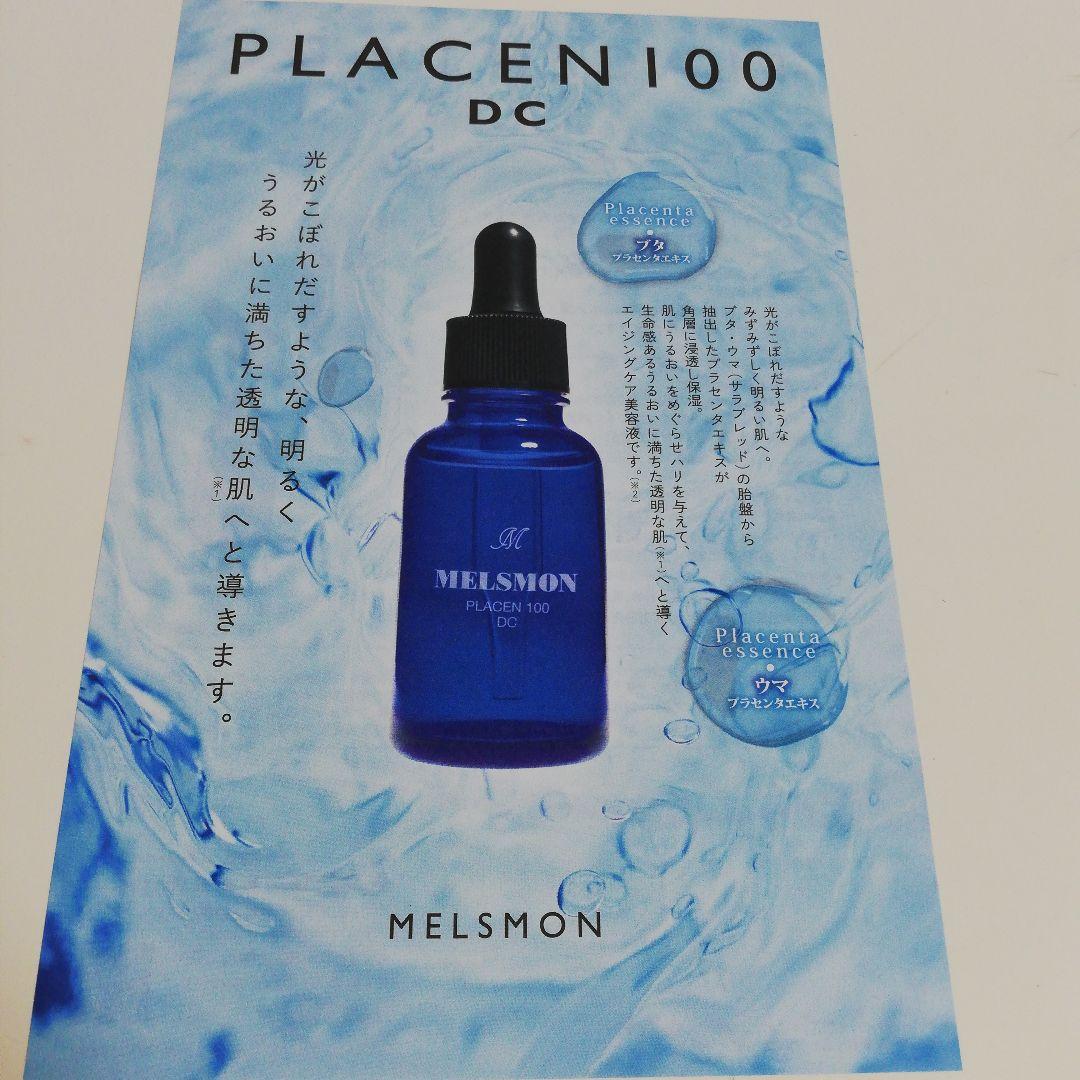 PLACEN100
DC
光がこぼれだすような、明るく
うるおいに満ちた透明な肌(※1)へと導きます。
Placenta
essence
ブタ
プラセンタエキス
光がこぼれだすような
みずみずしく明るい肌へ。
ブタ・ウマ(サラブレッド)の胎盤から
抽出したプラセンタエキスが
角層に浸透し保湿。
肌にうるおいをめぐらせハリを与えて、
生命感あるうるおいに満ちた透明な肌(※1)へと導く
エイジングケア美容液です。(※2)
M
MELSMON
PLACEN 100
DC
Placenta
essence
ウマ
プラセンタエキス
MELSMON